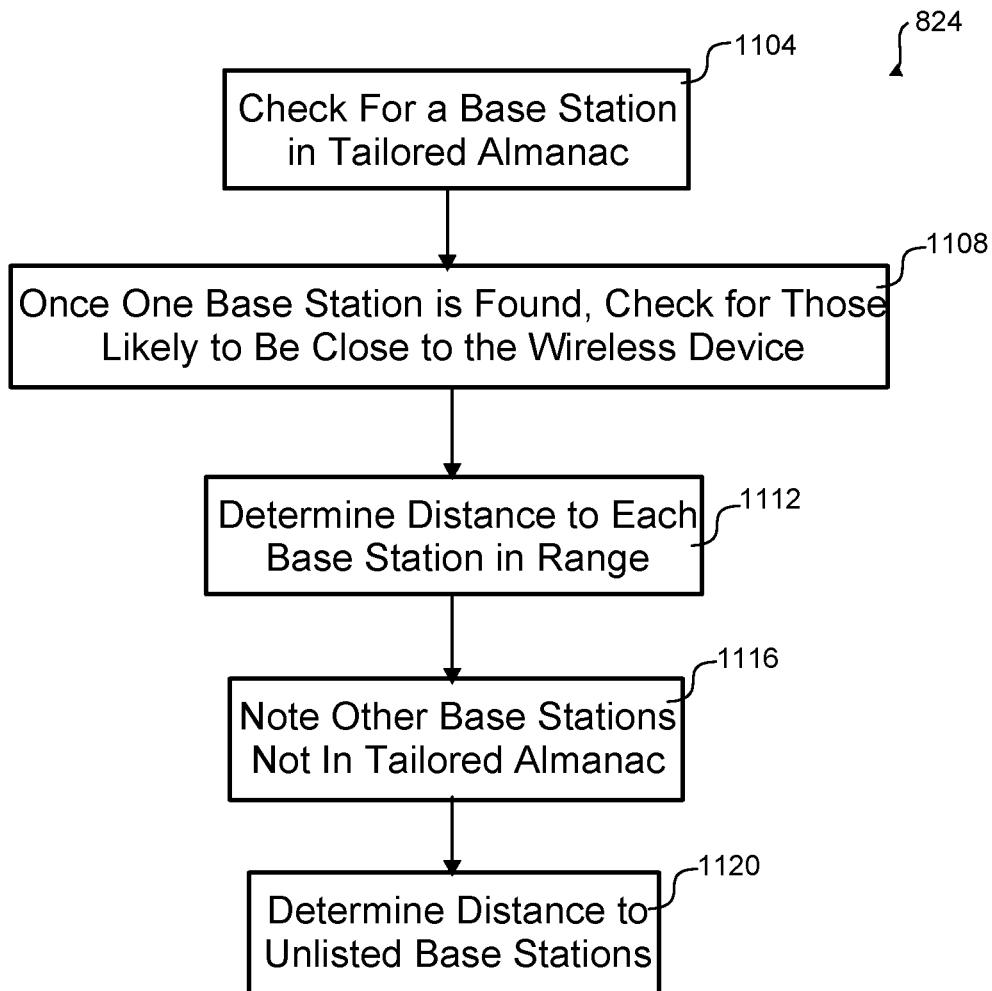 824
1104
Check For a Base Station
in Tailored Almanac
1108
Once One Base Station is Found, Check for Those
Likely to Be Close to the Wireless Device
1112
Determine Distance to Each
Base Station in Range
1116
Note Other Base Stations
Not In Tailored Almanac
1120
Determine Distance to
Unlisted Base Stations